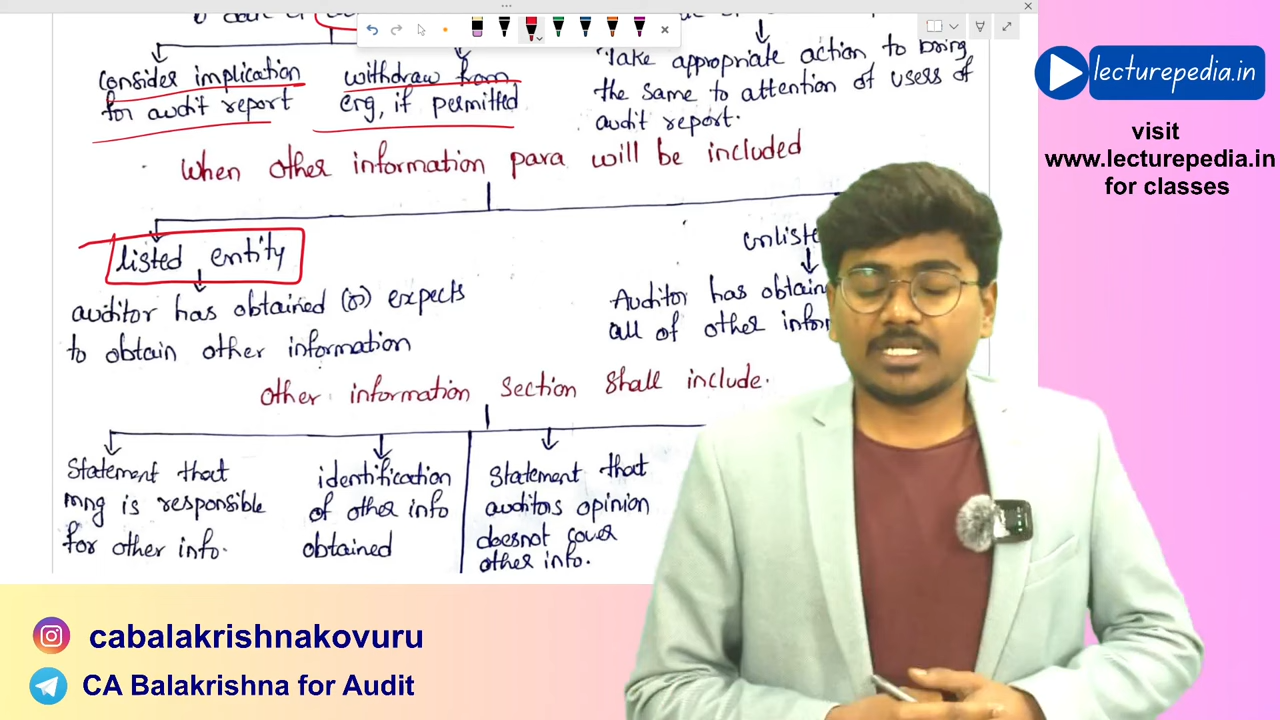 Consider implication
for audit report
withdraw from
erg, if permitted
Take appropriate action to bring
the same to attention of users of
audit report.
When other information para will be included
listed entity
auditor has obtained (or) expects
to obtain other information
Auditor has obtain
all of other infor
other information Section Shall include.
Statement that
mng is responsible
for other info.
identification
of other info
obtained
Statement that
auditors opinion
doesnot cover
other info.
lecturepedia.in
visit
www.lecturepedia.in
for classes
cabalakrishnakovuru
CA Balakrishna for Audit